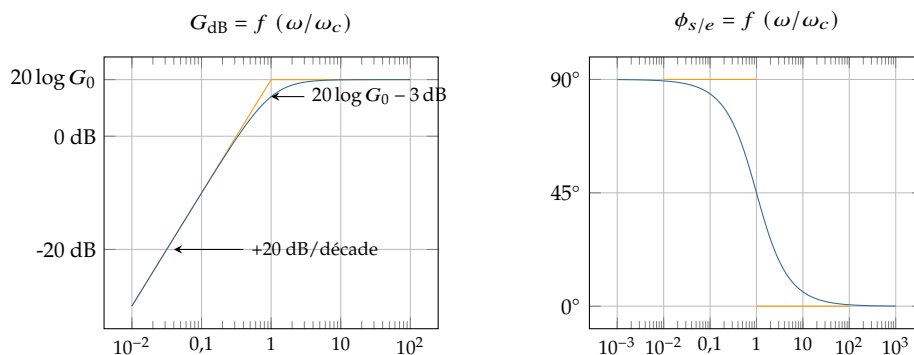 G_dB = f (ω/ω_c)
20 log G_0
0 dB
-20 dB
20 log G_0 − 3 dB
+20 dB/décade
10^−2 0,1 1 10 10^2
ϕ_s/e = f (ω/ω_c)
90°
45°
0°
10^−3 10^−2 0,1 1 10 10^2 10^3